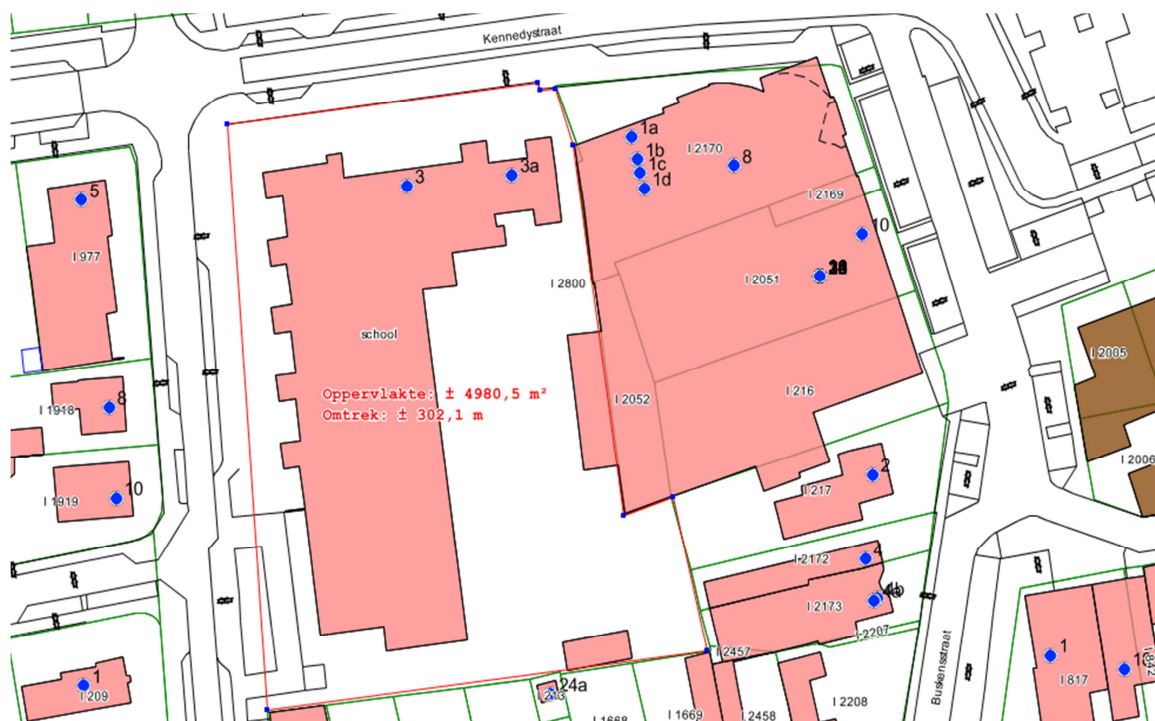 Kennedystraat
1a
1b
1c
1d
I 2170
8
3
3a
5
I 977
I 2169
10
I 2051
I 2800
school
Oppervlakte: ± 4980,5 m²
Omtrek: ± 302,1 m
I 2052
I 216
I 2005
8
I 1918
I 2006
10
I 1919
2
I 217
4
I 2172
I 2173
I 2207
I 2457
Buskensstraat
1
I 209
24a
I 213
I 1668
I 1669
I 2458
I 2208
1
I 817